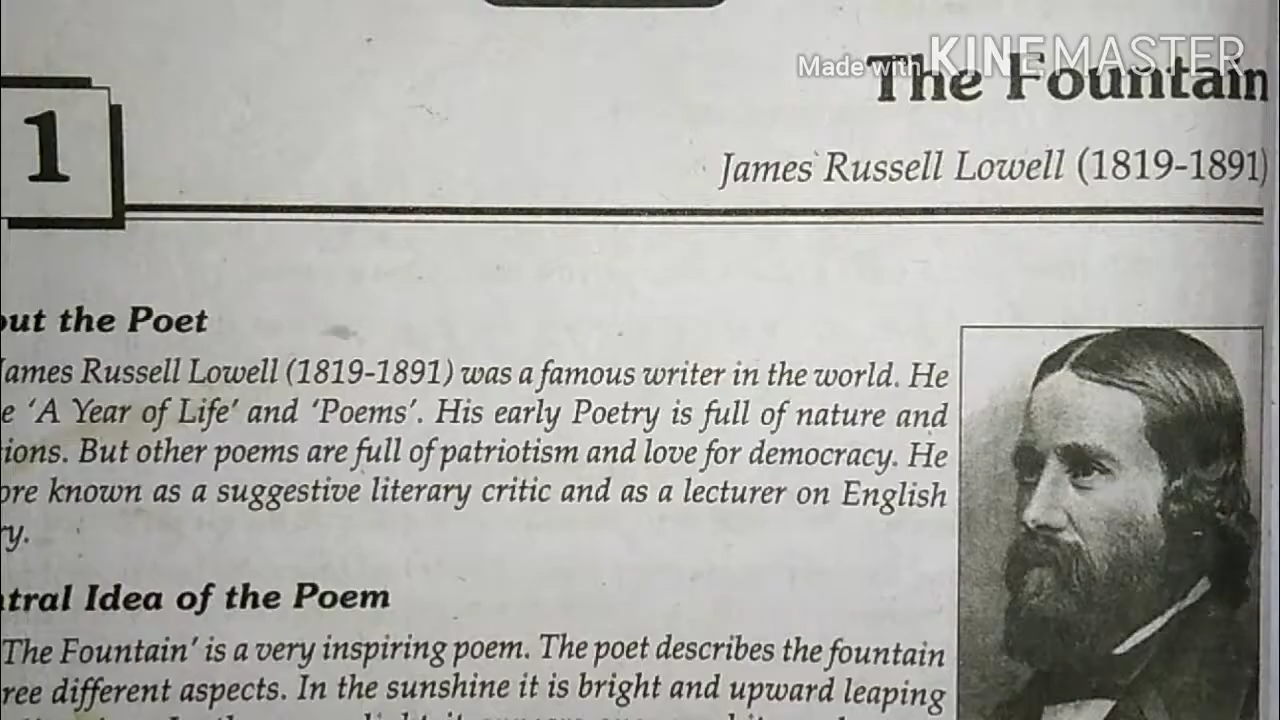 Made with KINEMASTER
The Fountain
1
James Russell Lowell (1819-1891)
out the Poet
James Russell Lowell (1819-1891) was a famous writer in the world. He
e 'A Year of Life' and 'Poems'. His early Poetry is full of nature and
ions. But other poems are full of patriotism and love for democracy. He
ore known as a suggestive literary critic and as a lecturer on English
ry.
tral Idea of the Poem
The Fountain' is a very inspiring poem. The poet describes the fountain
ree different aspects. In the sunshine it is bright and upward leaping